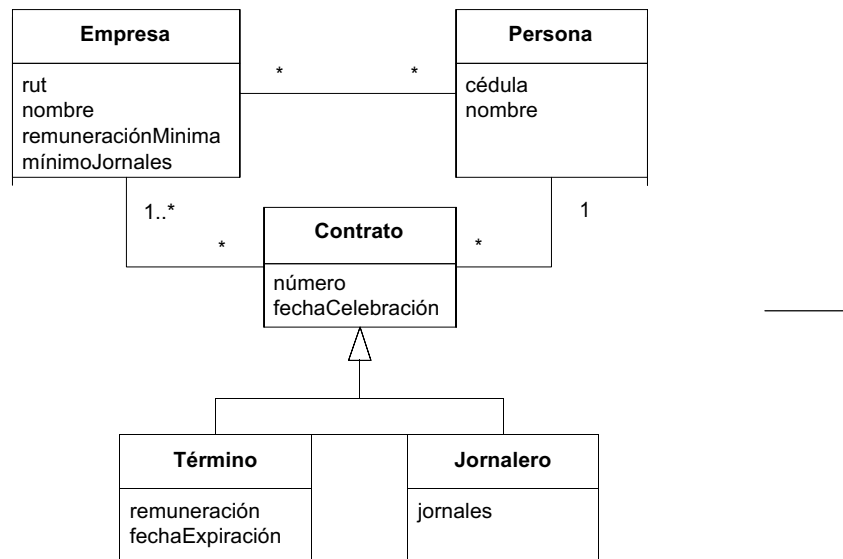 Empresa
rut
nombre
remuneraciónMinima
mínimoJornales
* *
Persona
cédula
nombre
1..*
*
Contrato
número
fechaCelebración
*
1
Término
remuneración
fechaExpiración
Jornalero
jornales